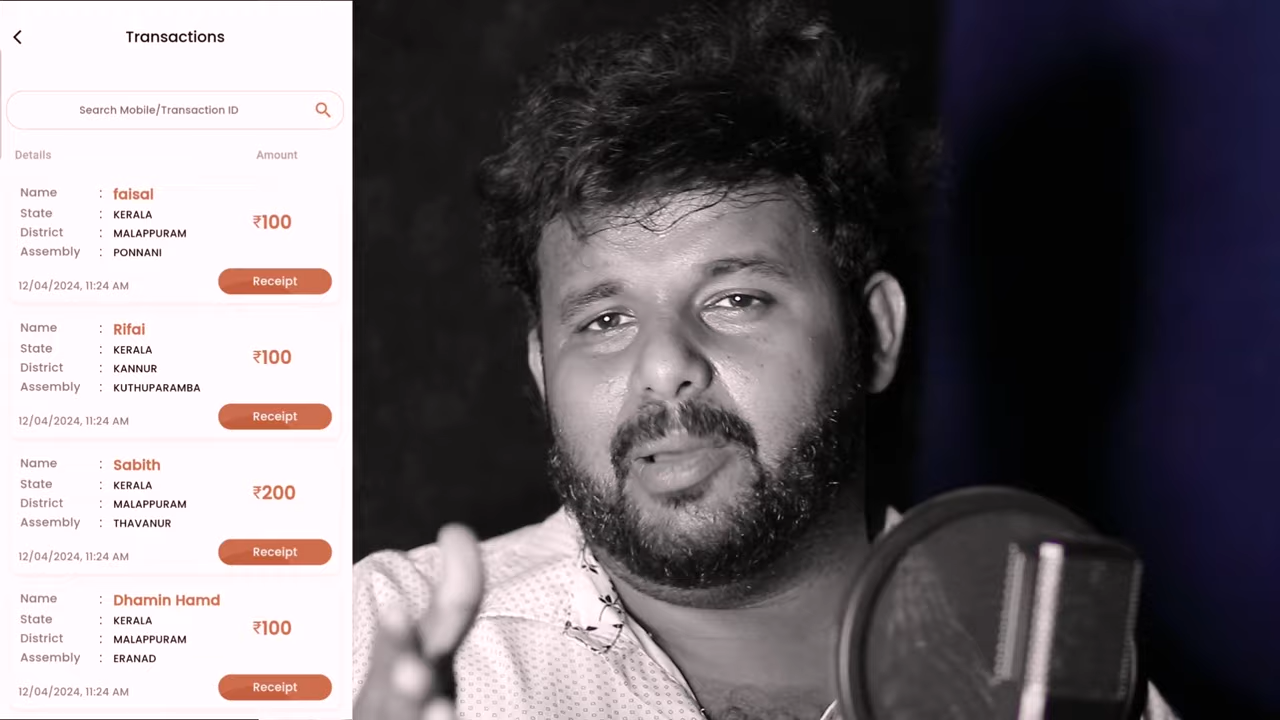 Transactions
Search Mobile/Transaction ID
Details Amount
Name : faisal
State : KERALA
₹100
District : MALAPPURAM
Assembly : PONNANI
12/04/2024, 11:24 AM Receipt
Name : Rifai
State : KERALA
₹100
District : KANNUR
Assembly : KUTHUPARAMBA
12/04/2024, 11:24 AM Receipt
Name : Sabith
State : KERALA
₹200
District : MALAPPURAM
Assembly : THAVANUR
12/04/2024, 11:24 AM Receipt
Name : Dhamin Hamd
State : KERALA
₹100
District : MALAPPURAM
Assembly : ERANAD
12/04/2024, 11:24 AM Receipt